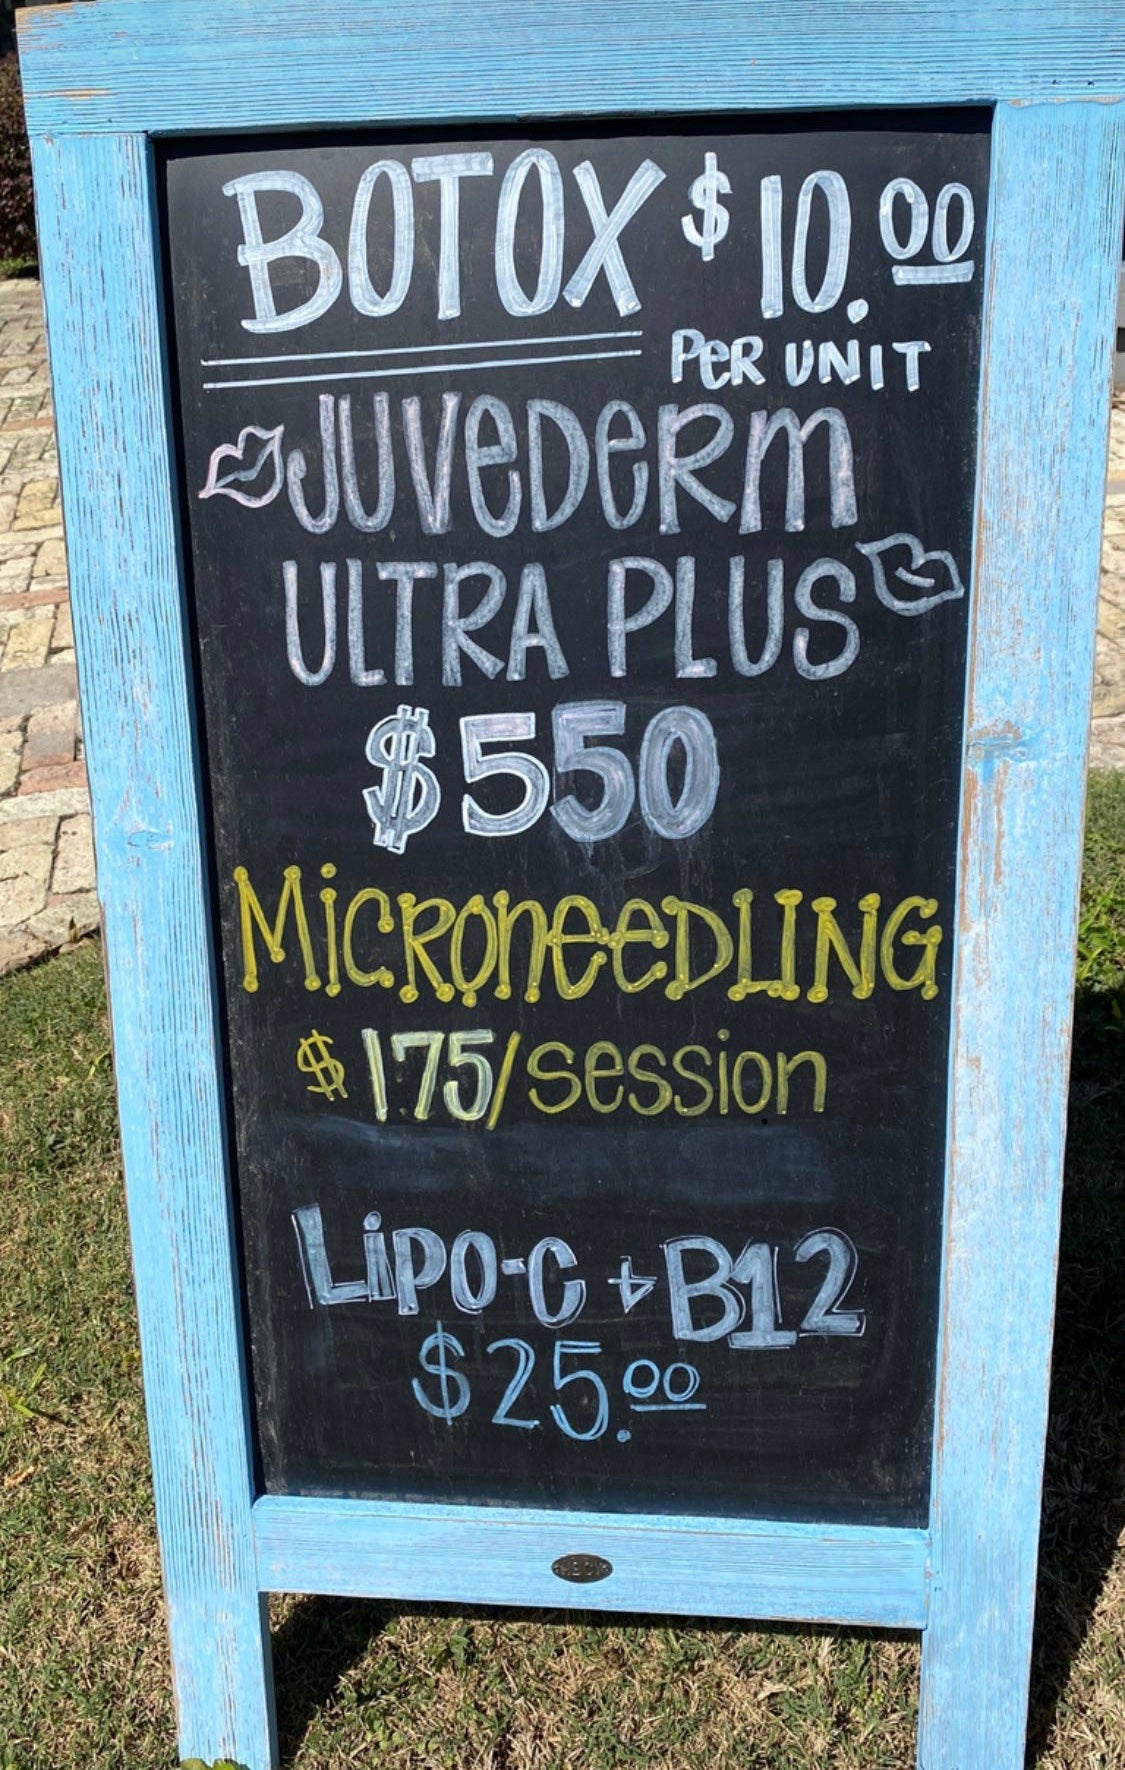 BOTOX $10.00
PER UNIT
JUVeDeRM
ULTRA PLUS
$550
MiCRONeeDLING
$175/session
LiPO-C + B12
$25.00